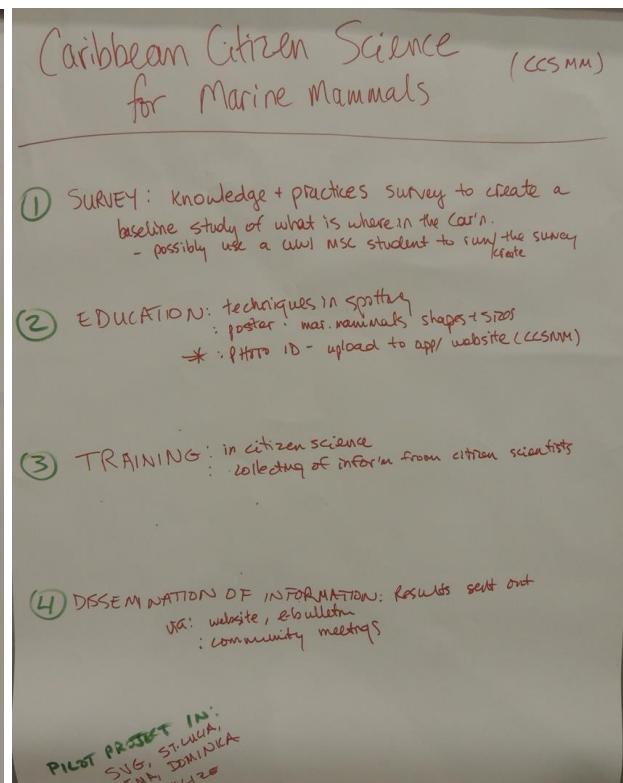 Caribbean Citizen Science (CCSMM)
for Marine Mammals
1 SURVEY: Knowledge + practices survey to create a
baseline study of what is where in the Car'n.
- possibly use a UWI MSC student to run/the survey
create
2 EDUCATION: techniques in spotting
: poster. mar. mammals shapes + sizes
* : PHOTO ID - upload to app/website (CCSMM)
3 TRAINING: in citizen science
: collecting of infor'n from citizen scientists
4 DISSEMINATION OF INFORMATION: Results sent out
via: website, e-bulletin
: community meetings
PILOT PROJECT IN:
SVG, ST. LUCIA,
DOMINICA